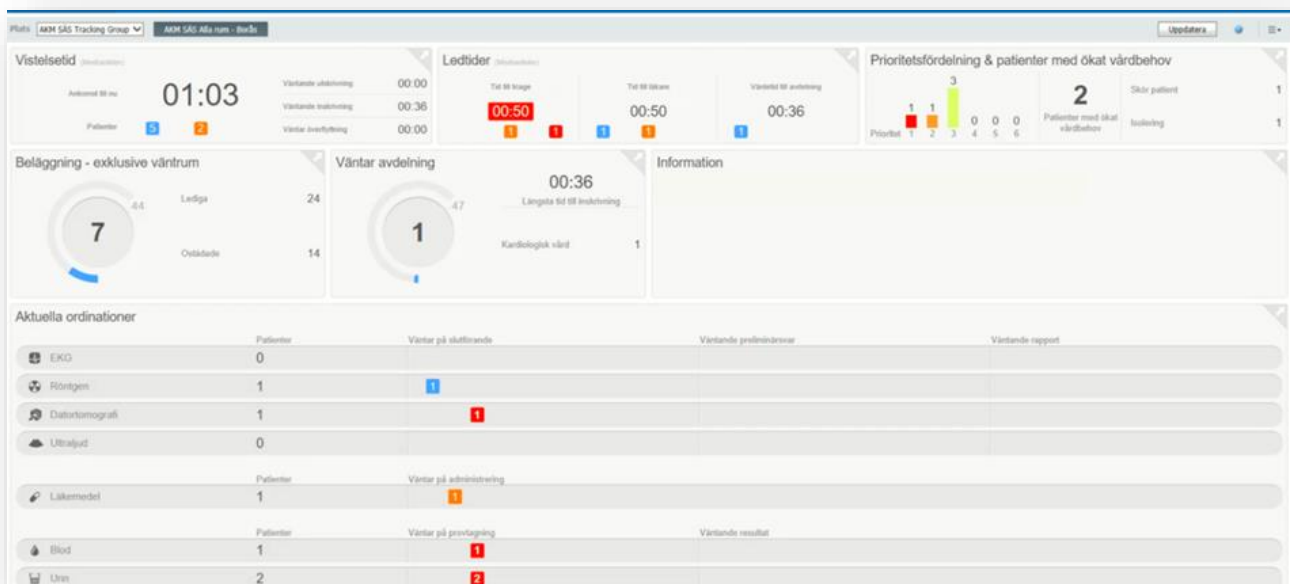 Plats AKM SÄS Tracking Group AKM SÄS Alla rum - Borås Uppdatera
Vistelsetid (Medianlider)
Ankomst till nu 01:03
Patienter 5 2
Väntande utskrivning 00:00
Väntande inskrivning 00:36
Väntar överflyttning 00:00
Ledtider
Tid till triage Tid till läkare Väntetid till avdelning
00:50 00:50 00:36
1 1 1 1 1
Prioritetsfördelning & patienter med ökat vårdbehov
3
1 1 0 0 0
Prioritet 1 2 3 4 5 6
2
Patienter med ökat
vårdbehov
Skör patient 1
Isolering 1
Beläggning - exklusive väntrum
7 44
Lediga 24
Ostädade 14
Väntar avdelning
1 47
00:36
Längsta tid till inskrivning
Kardiologisk vård 1
Information
Aktuella ordinationer
Patienter Väntar på slutförande Väntande preliminärsvar Väntande rapport
EKG 0
Röntgen 1 1
Datortomografi 1 1
Ultraljud 0
Patienter Väntar på administrering
Läkemedel 1 1
Patienter Väntar på provtagning Väntande resultat
Blod 1 1
Urin 2 2